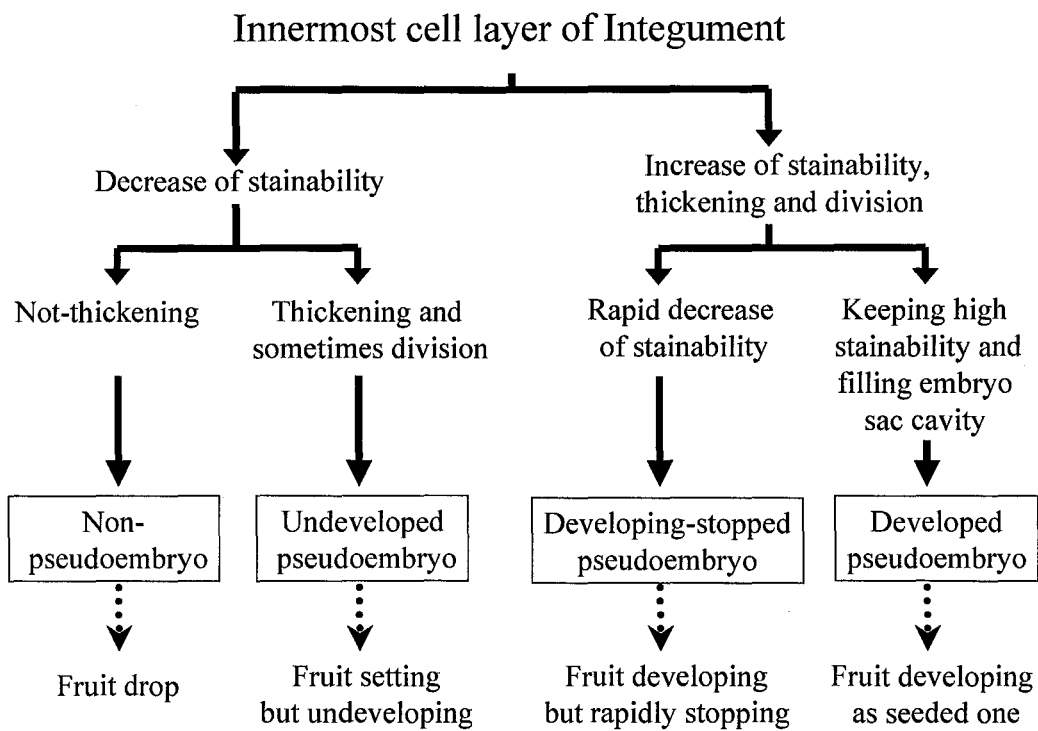 Innermost cell layer of Integument
Decrease of stainability
Increase of stainability,
thickening and division
Not-thickening
Thickening and
sometimes division
Rapid decrease
of stainability
Keeping high
stainability and
filling embryo
sac cavity
Non-
pseudoembryo
Undeveloped
pseudoembryo
Developing-stopped
pseudoembryo
Developed
pseudoembryo
Fruit drop
Fruit setting
but undeveloping
Fruit developing
but rapidly stopping
Fruit developing
as seeded one